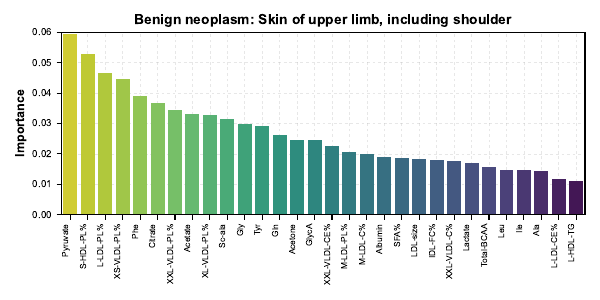 Benign neoplasm: Skin of upper limb, including shoulder
Importance
0.06
0.05
0.04
0.03
0.02
0.01
0.00
Pyruvate
S-HDL-PL%
L-LDL-PL%
XS-VLDL-PL%
Phe
Citrate
XXL-VLDL-PL%
Acetate
XL-VLDL-PL%
Sc-ala
Gly
Tyr
Gln
Acetone
GlycA
XXL-VLDL-CE%
M-LDL-PL%
M-LDL-C%
Albumin
SFA%
LDL-size
IDL-FC%
XXL-VLDL-C%
Lactate
Total-BCAA
Leu
Ile
Ala
L-LDL-CE%
L-HDL-TG